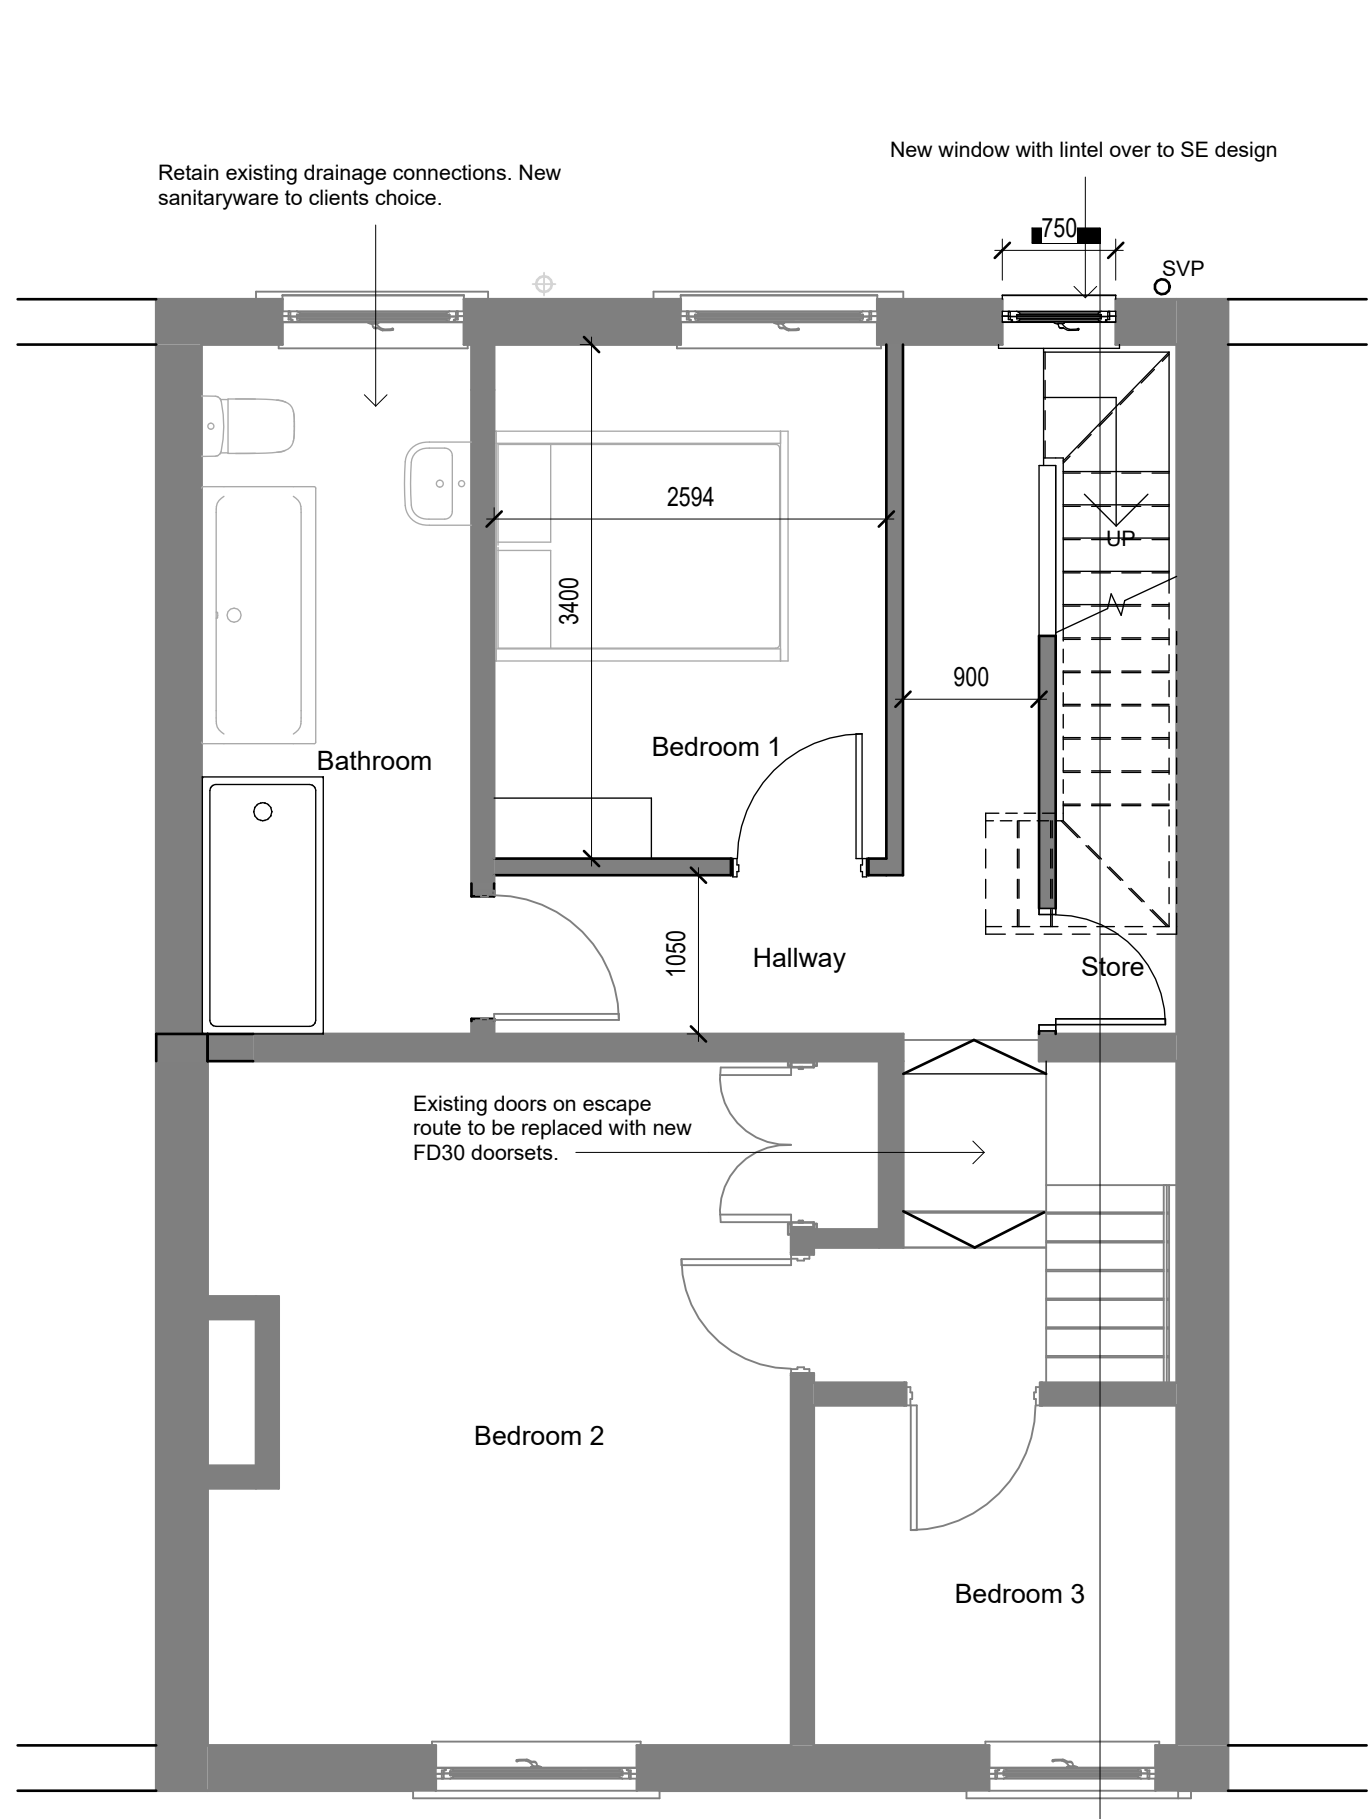 New window with lintel over to SE design
Retain existing drainage connections. New
sanitaryware to clients choice.
750
SVP
2594
UP
3400
900
Bedroom 1
Bathroom
1050
Hallway
Store
Existing doors on escape
route to be replaced with new
FD30 doorsets.
Bedroom 2
Bedroom 3